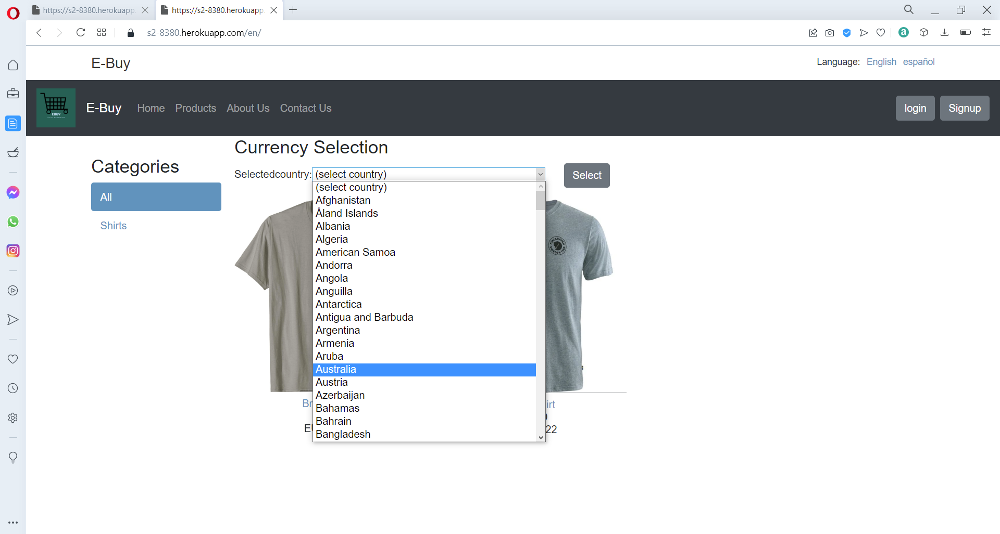 https://s2-8380.herokuapp.
https://s2-8380.herokuapp.
s2-8380.herokuapp.com/en/
E-Buy
Language: English español
EBUY
E-Buy Home Products About Us Contact Us login Signup
Currency Selection
Categories
Selectedcountry: (select country) Select
All
Shirts
(select country)
Afghanistan
Åland Islands
Albania
Algeria
American Samoa
Andorra
Angola
Anguilla
Antarctica
Antigua and Barbuda
Argentina
Armenia
Aruba
Australia
Austria
Azerbaijan
Bahamas
Bahrain
Bangladesh
FJÄLLRÄVEN
SWEDEN 1960
Br
irt
22